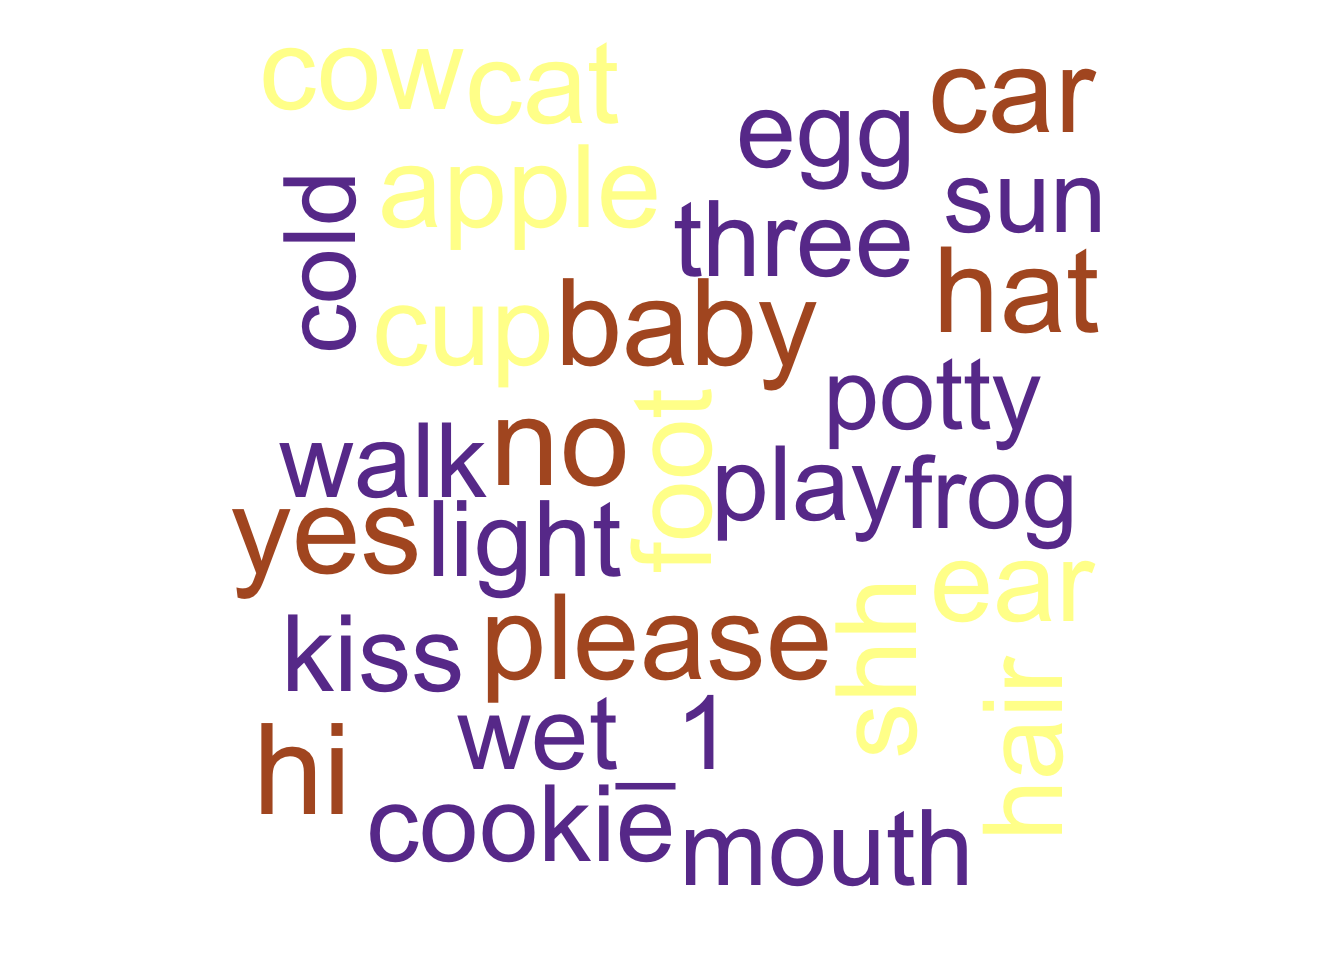 cow cat
car
egg
apple
cold
sun
three
hat
cup baby
potty
foot
walk no
play frog
yes light
ear
shh
kiss please
hair
wet_1
hi
cookie
mouth